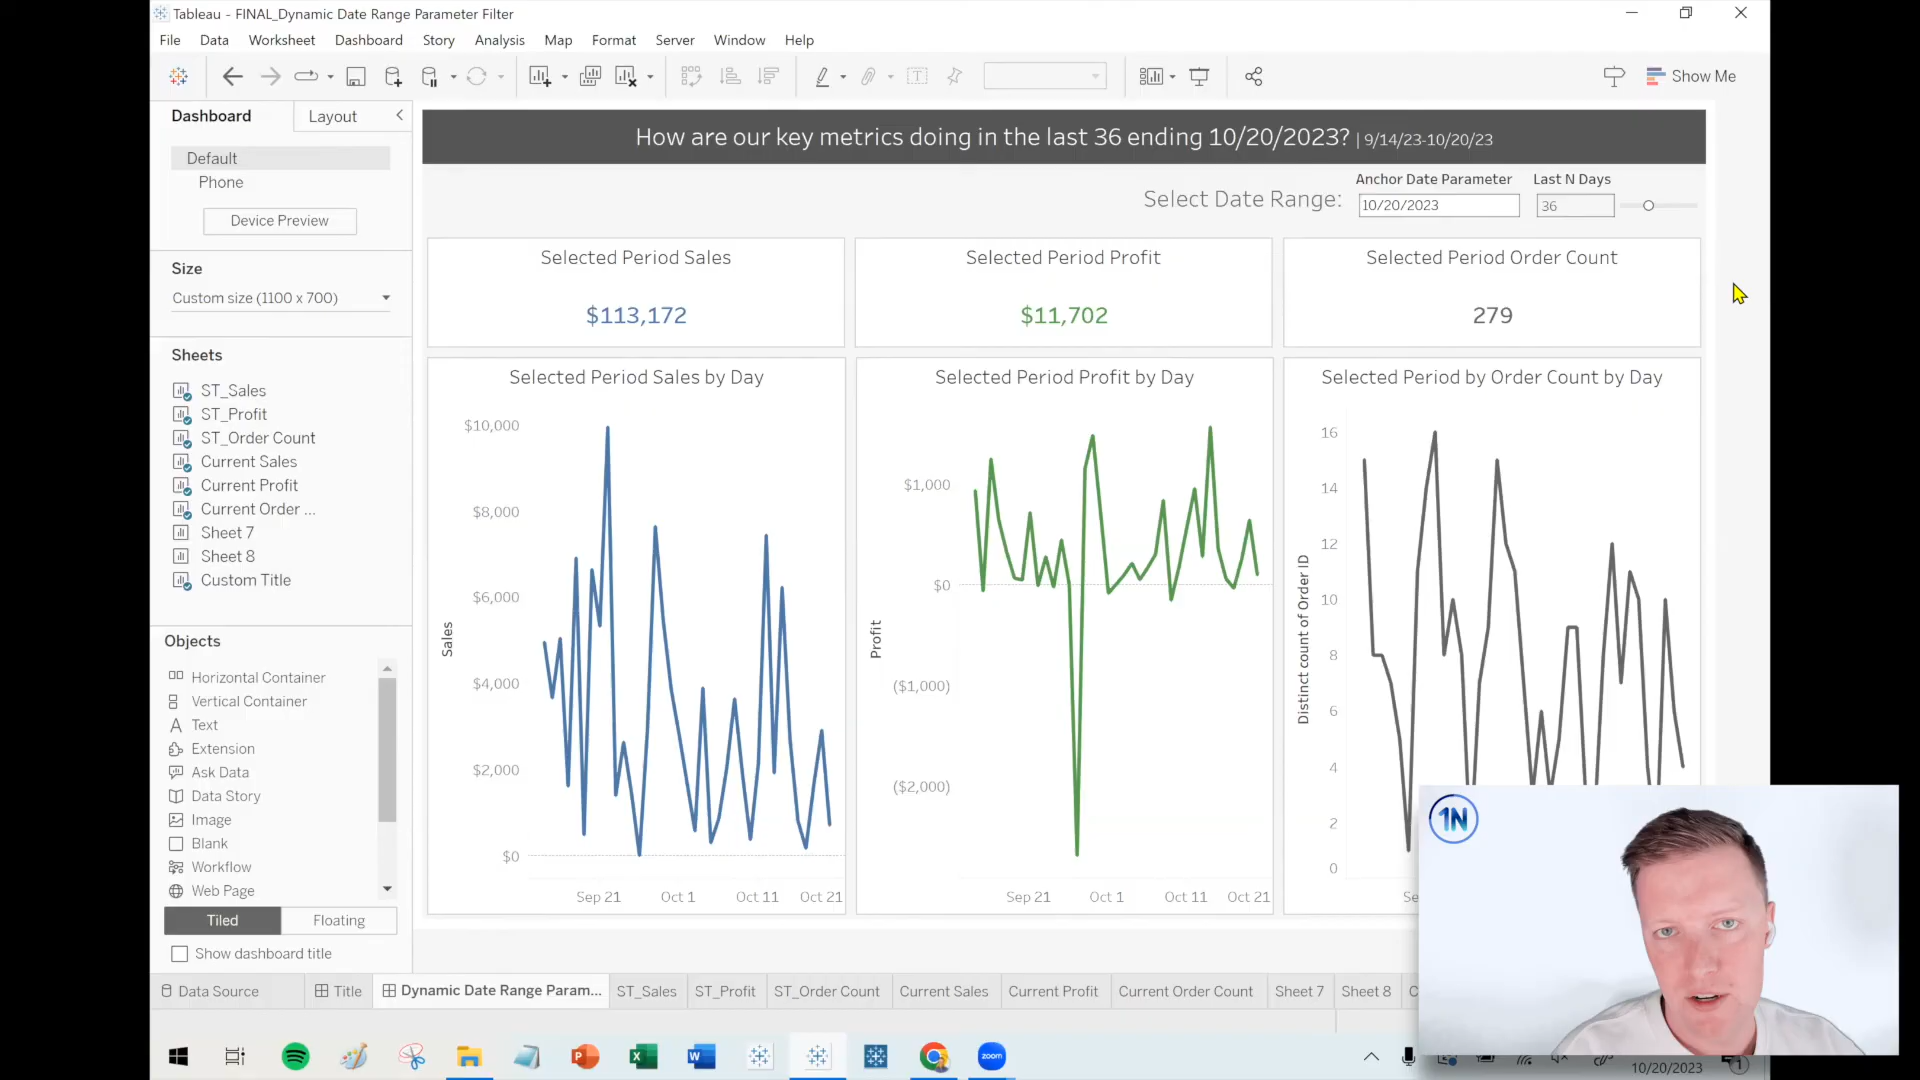 Tableau - FINAL_Dynamic Date Range Parameter Filter
File Data Worksheet Dashboard Story Analysis Map Format Server Window Help
Show Me
Dashboard Layout
Default
Phone
Device Preview
Size
Custom size (1100 x 700)
Sheets
ST_Sales
ST_Profit
ST_Order Count
Current Sales
Current Profit
Current Order ...
Sheet 7
Sheet 8
Custom Title
Objects
Horizontal Container
Vertical Container
Text
Extension
Ask Data
Data Story
Image
Blank
Workflow
Web Page
Tiled Floating
Show dashboard title
How are our key metrics doing in the last 36 ending 10/20/2023? | 9/14/23-10/20/23
Select Date Range:
Anchor Date Parameter
10/20/2023
Last N Days
36
Selected Period Sales
$113,172
Selected Period Profit
$11,702
Selected Period Order Count
279
Selected Period Sales by Day
$10,000
$8,000
$6,000
$4,000
$2,000
$0
Sales
Sep 21 Oct 1 Oct 11 Oct 21
Selected Period Profit by Day
$1,000
$0
($1,000)
($2,000)
Profit
Sep 21 Oct 1 Oct 11 Oct 21
Selected Period by Order Count by Day
16
14
12
10
8
6
4
2
0
Distinct count of Order ID
1N
Data Source Title Dynamic Date Range Param... ST_Sales ST_Profit ST_Order Count Current Sales Current Profit Current Order Count Sheet 7 Sheet 8
zoom
10/20/2023
1